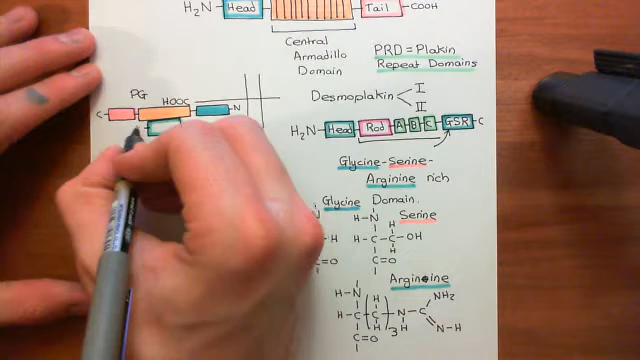 H₂N Head Tail COOH
Central
Armadillo
Domain
PRD = Plakin
Repeat Domains
PG
HOOC
C N
Desmoplakin I
II
H₂N Head Rod A B C GSR C
Glycine-Serine-
Arginine rich
Domain.
Glycine
Serine
H-N H
H H-C-C-OH
H
C=O C=O
Arginine
H-N H NH₂
H-C C N C
H 3 H N-H
C=O